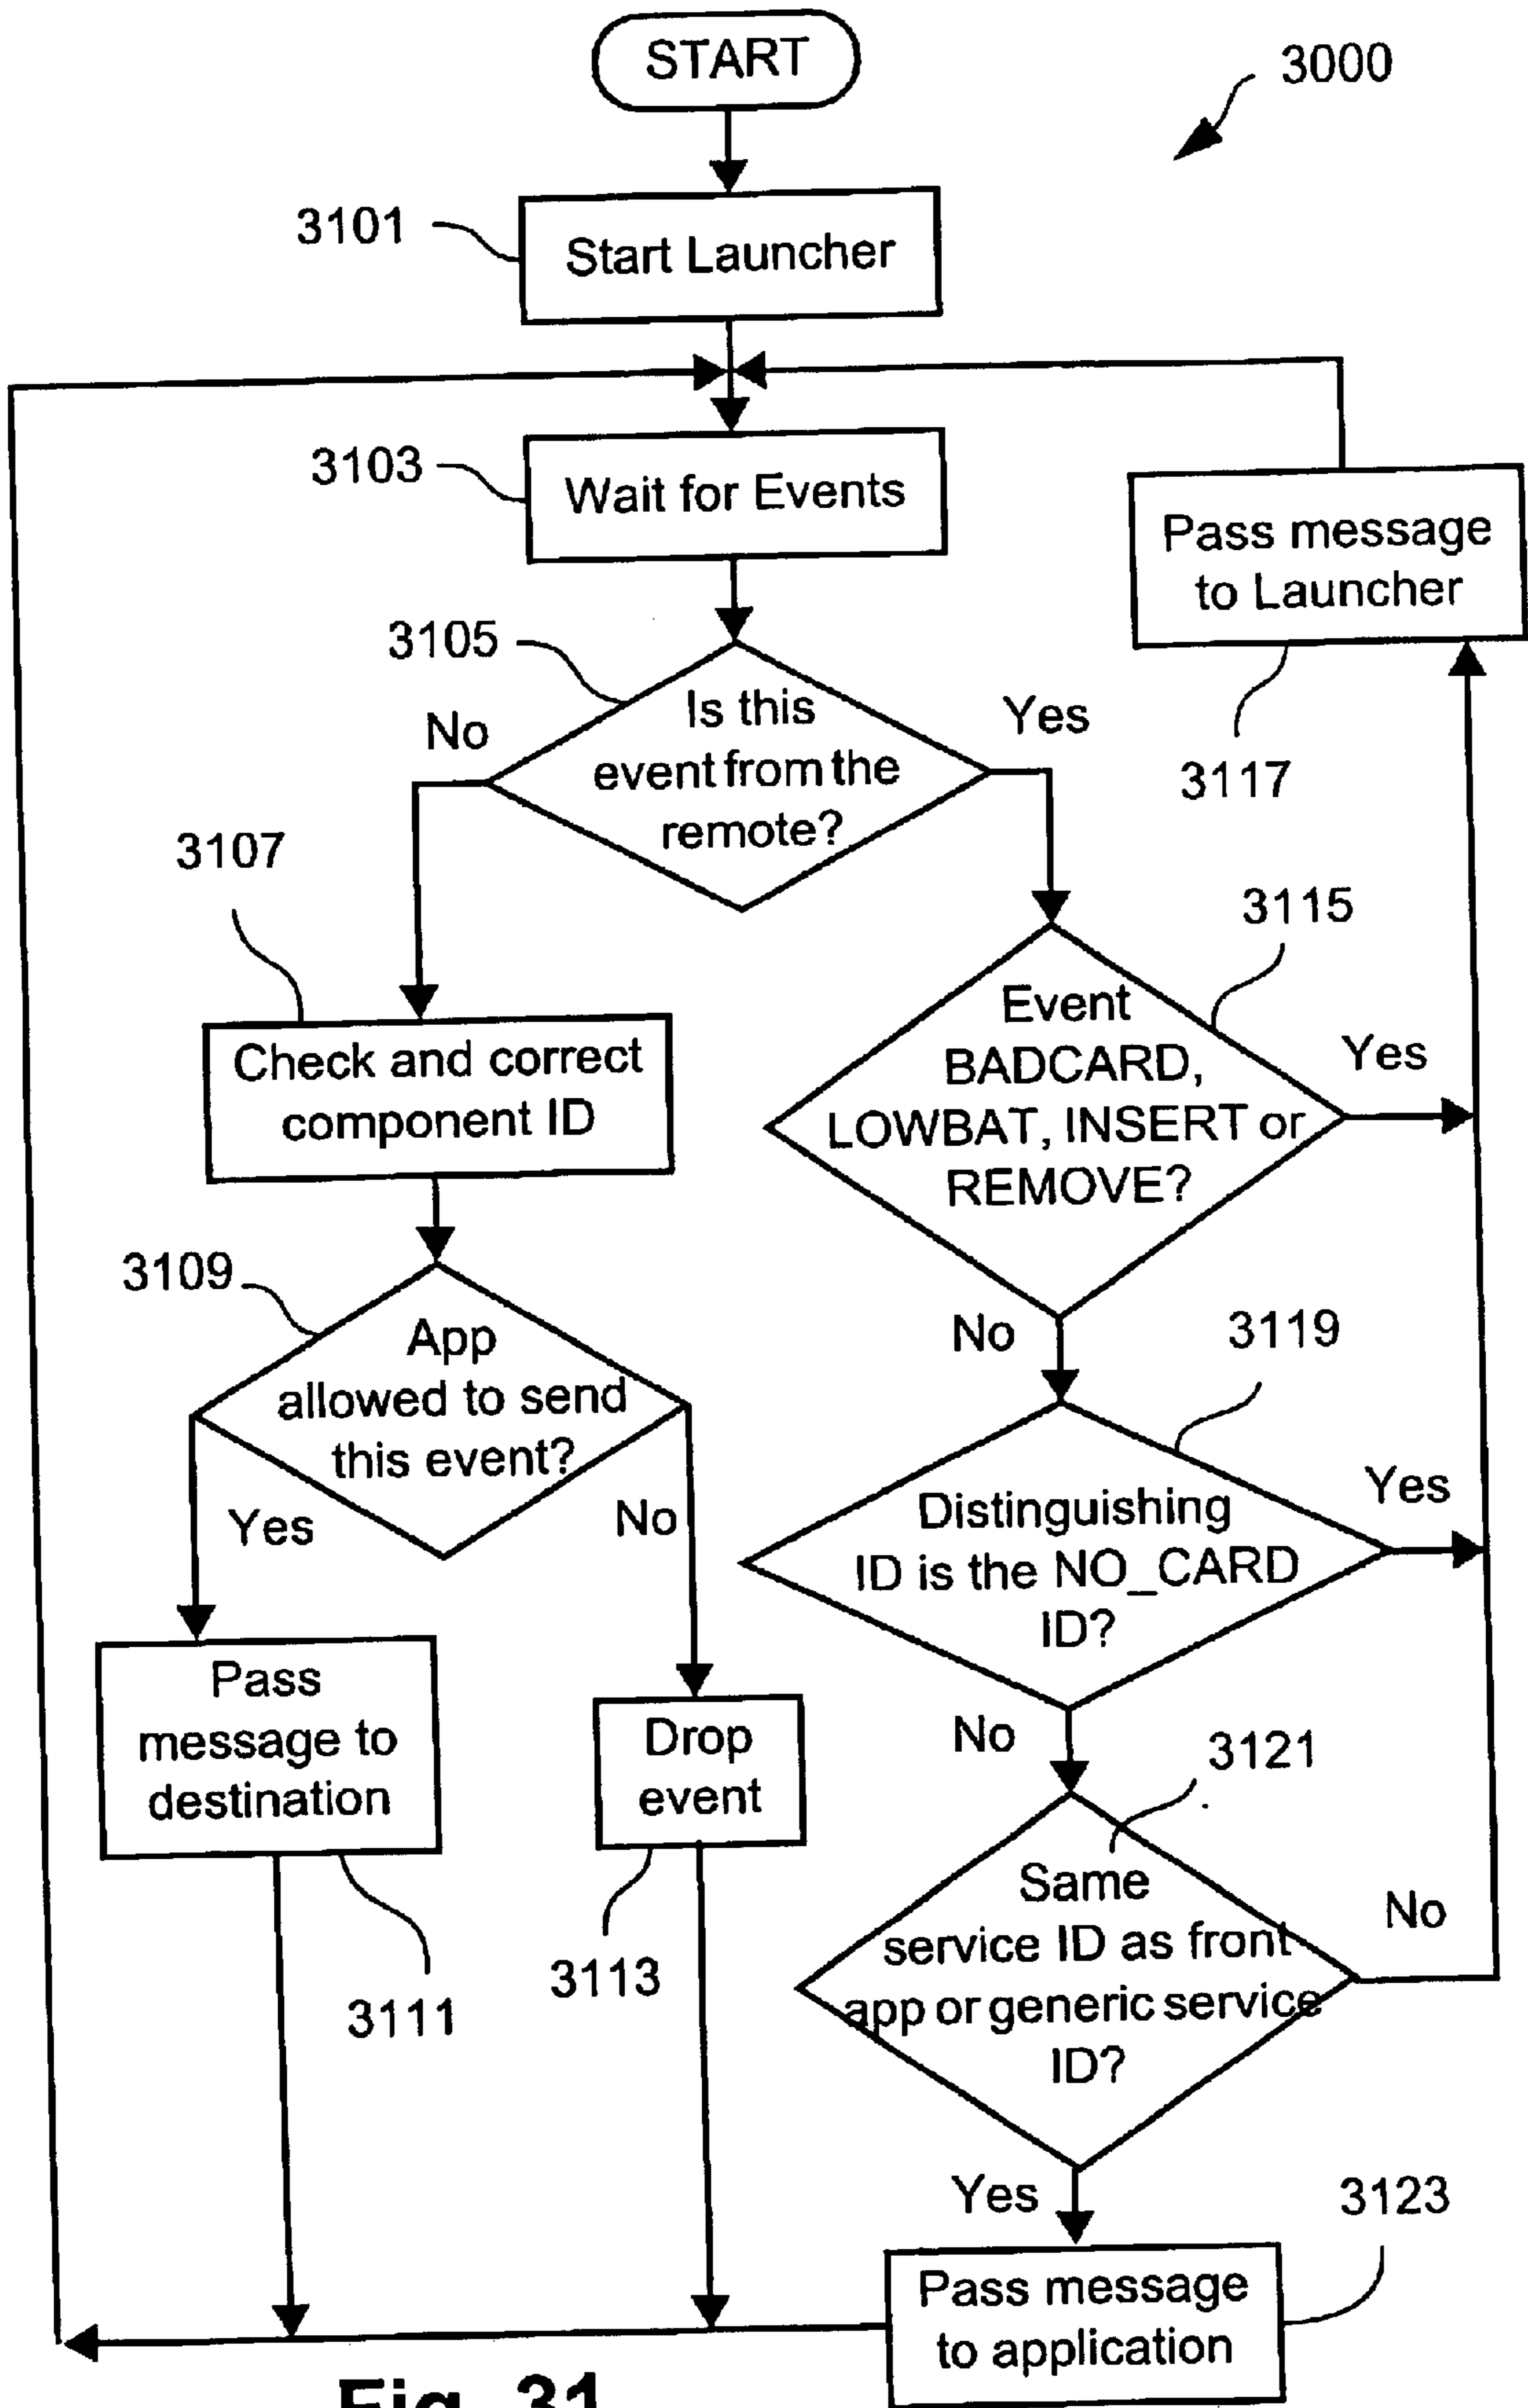 START
3000
3101
Start Launcher
3103
Wait for Events
Pass message
to Launcher
3117
3105
Is this
event from the
remote?
No
Yes
3107
Check and correct
component ID
3115
Event
BADCARD,
LOWBAT, INSERT or
REMOVE?
Yes
No
3109
App
allowed to send
this event?
Yes
No
3119
Distinguishing
ID is the NO_CARD
ID?
Yes
No
Pass
message to
destination
3111
Drop
event
3113
3121
Same
service ID as front
app or generic service
ID?
No
Yes
3123
Pass message
to application
Fig. 31